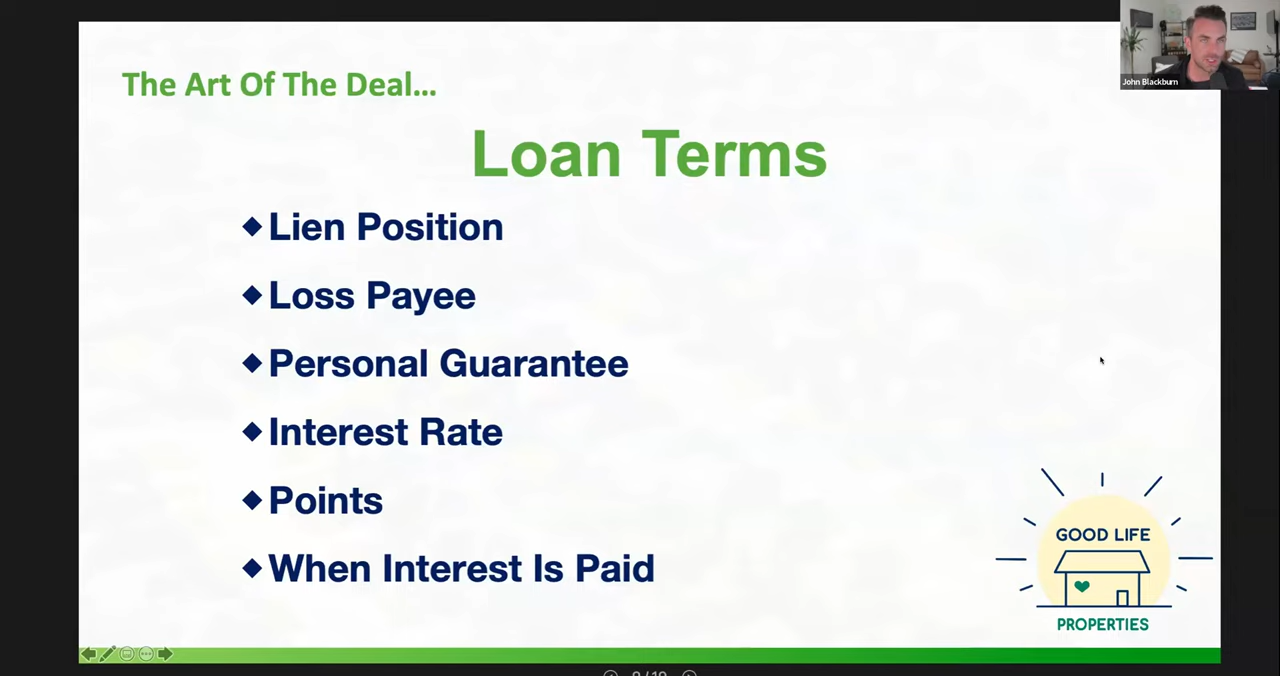 John Blackburn
The Art Of The Deal...
Loan Terms
◆Lien Position
◆Loss Payee
◆Personal Guarantee
◆Interest Rate
◆Points
◆When Interest Is Paid
GOOD LIFE
PROPERTIES